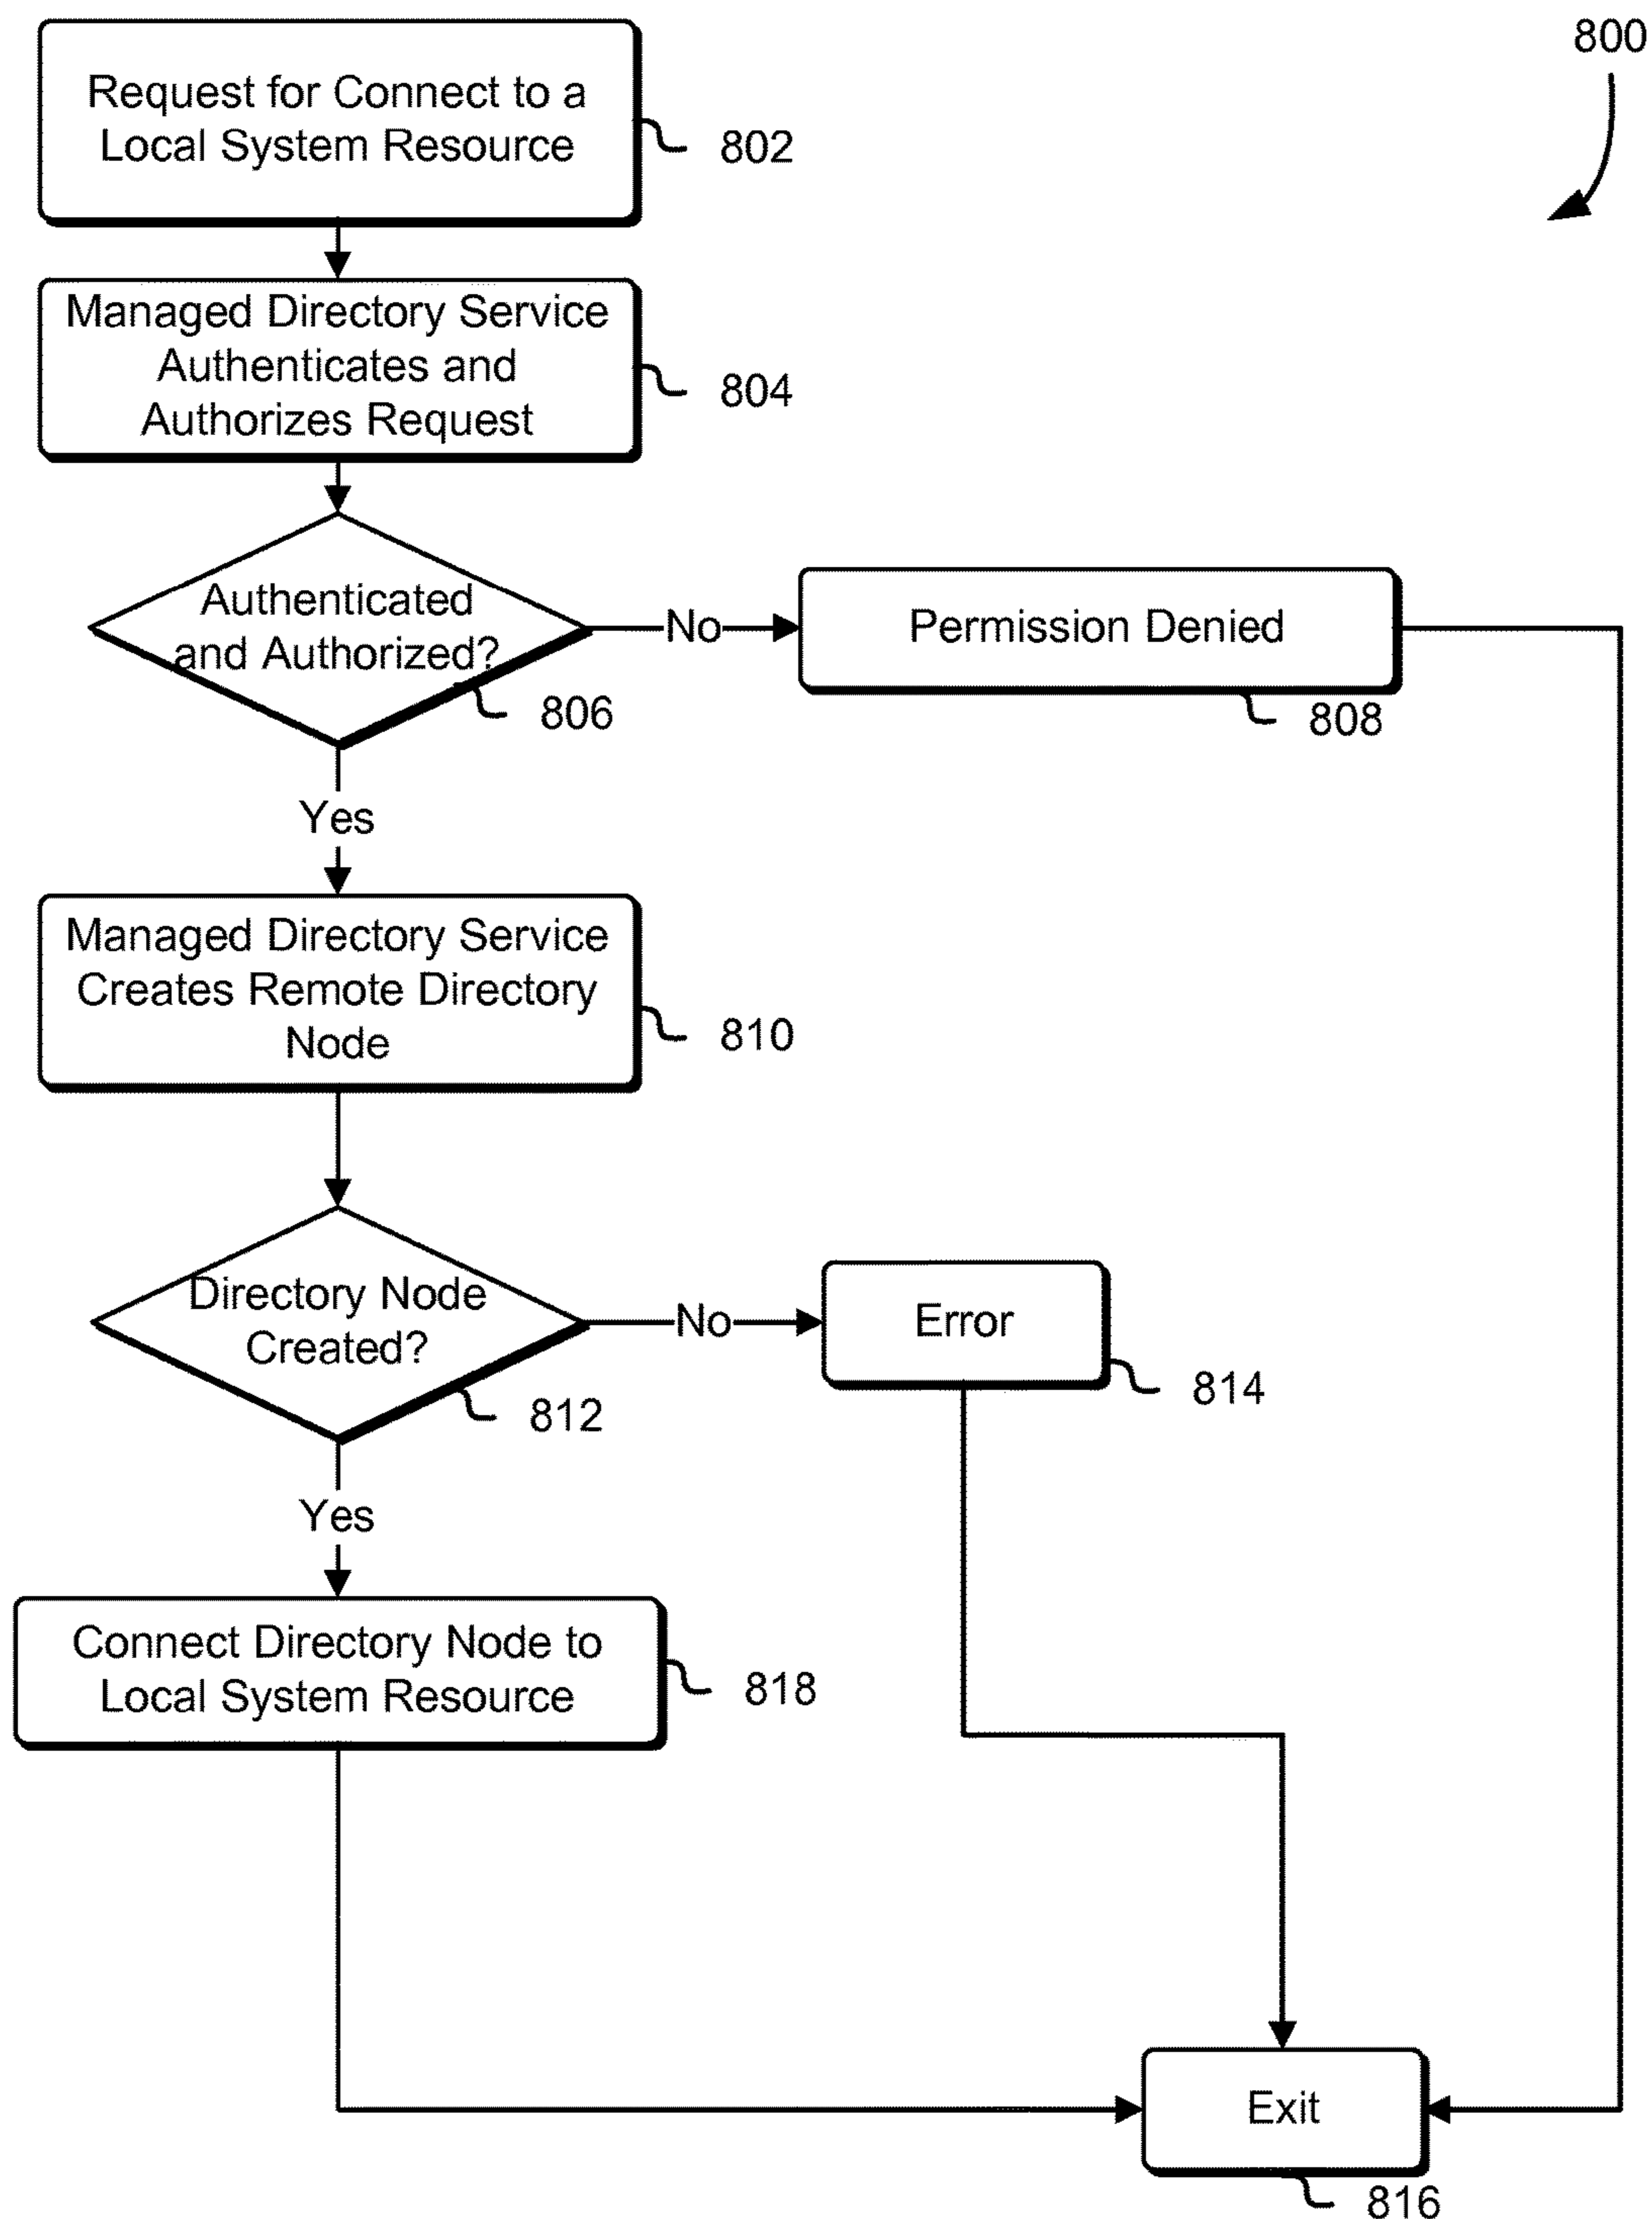 800
Request for Connect to a
Local System Resource
802
Managed Directory Service
Authenticates and
Authorizes Request
804
Authenticated
and Authorized?
806
No
Permission Denied
808
Yes
Managed Directory Service
Creates Remote Directory
Node
810
Directory Node
Created?
812
No
Error
814
Yes
Connect Directory Node to
Local System Resource
818
Exit
816